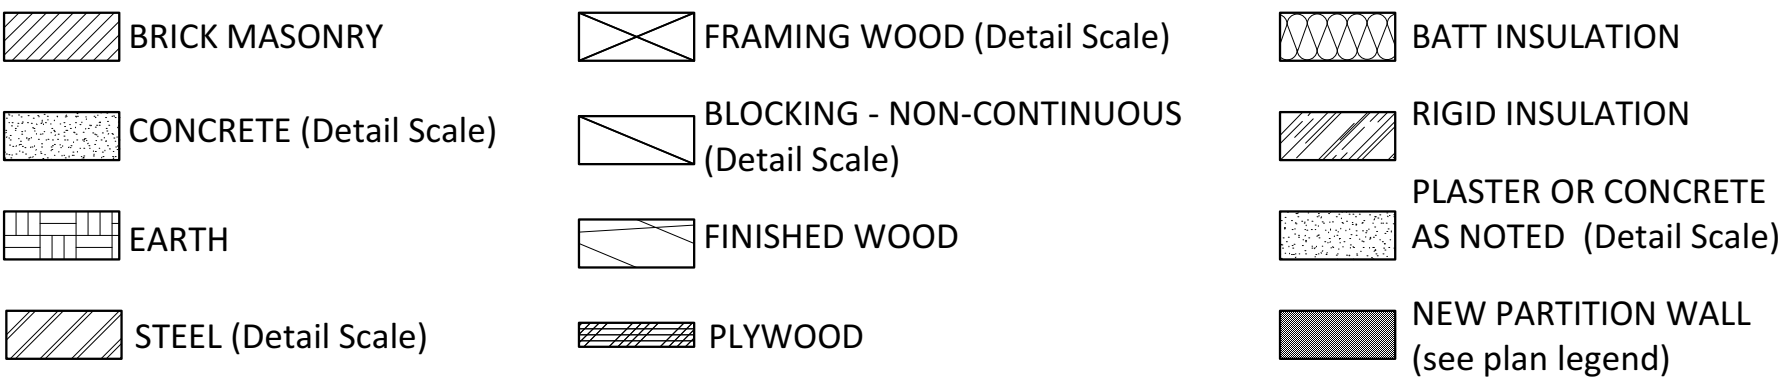 BRICK MASONRY
CONCRETE (Detail Scale)
EARTH
STEEL (Detail Scale)
FRAMING WOOD (Detail Scale)
BLOCKING - NON-CONTINUOUS
(Detail Scale)
FINISHED WOOD
PLYWOOD
BATT INSULATION
RIGID INSULATION
PLASTER OR CONCRETE
AS NOTED (Detail Scale)
NEW PARTITION WALL
(see plan legend)